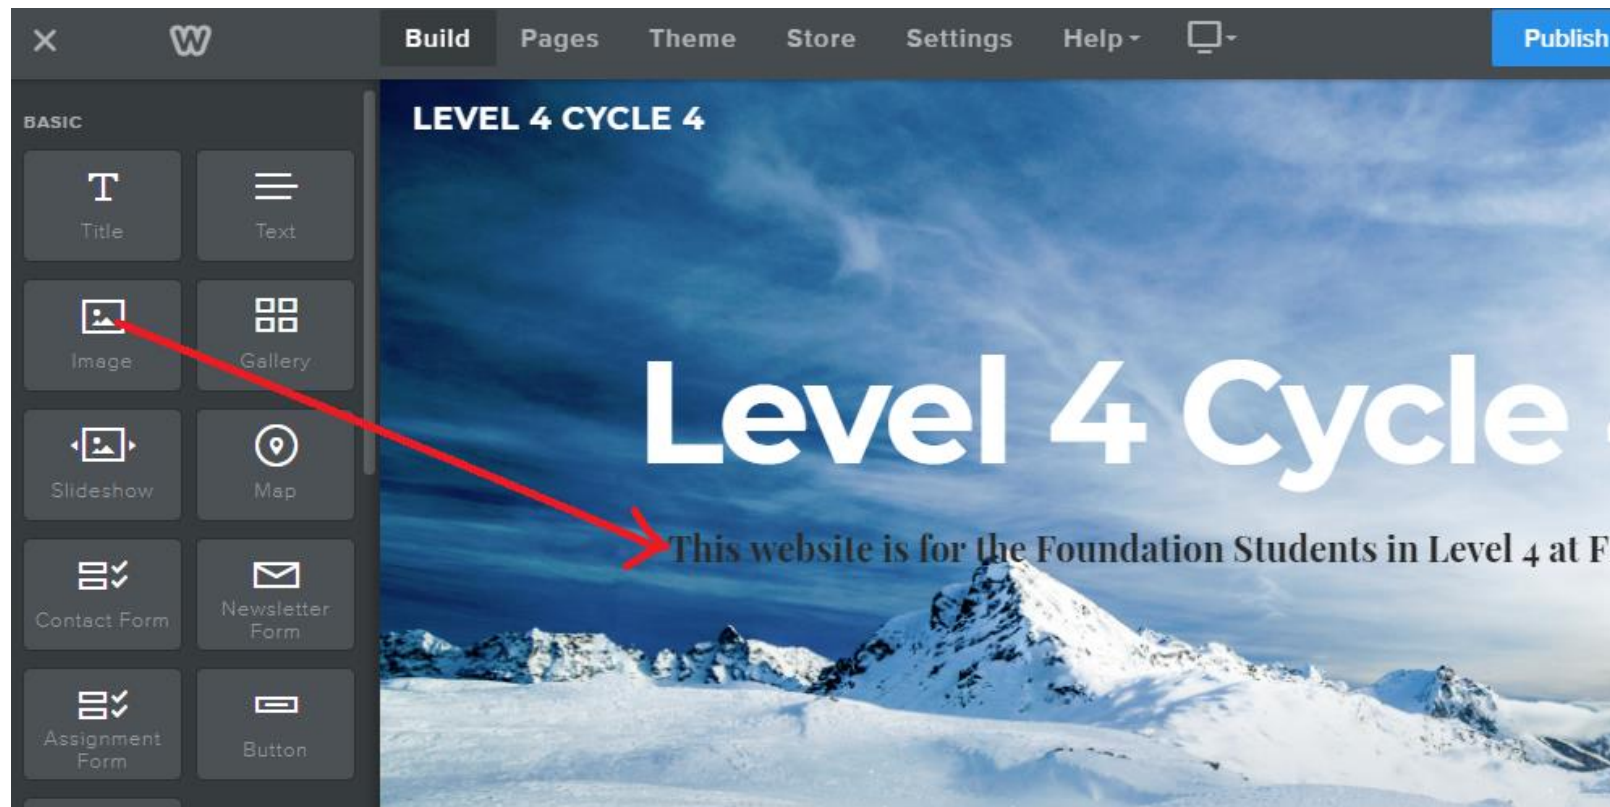 Build Pages Theme Store Settings Help Publish
BASIC
LEVEL 4 CYCLE 4
Title Text
Image Gallery
Level 4 Cycle
Slideshow Map
This website is for the Foundation Students in Level 4 at F
Contact Form
Newsletter
Form
Assignment
Form
Button